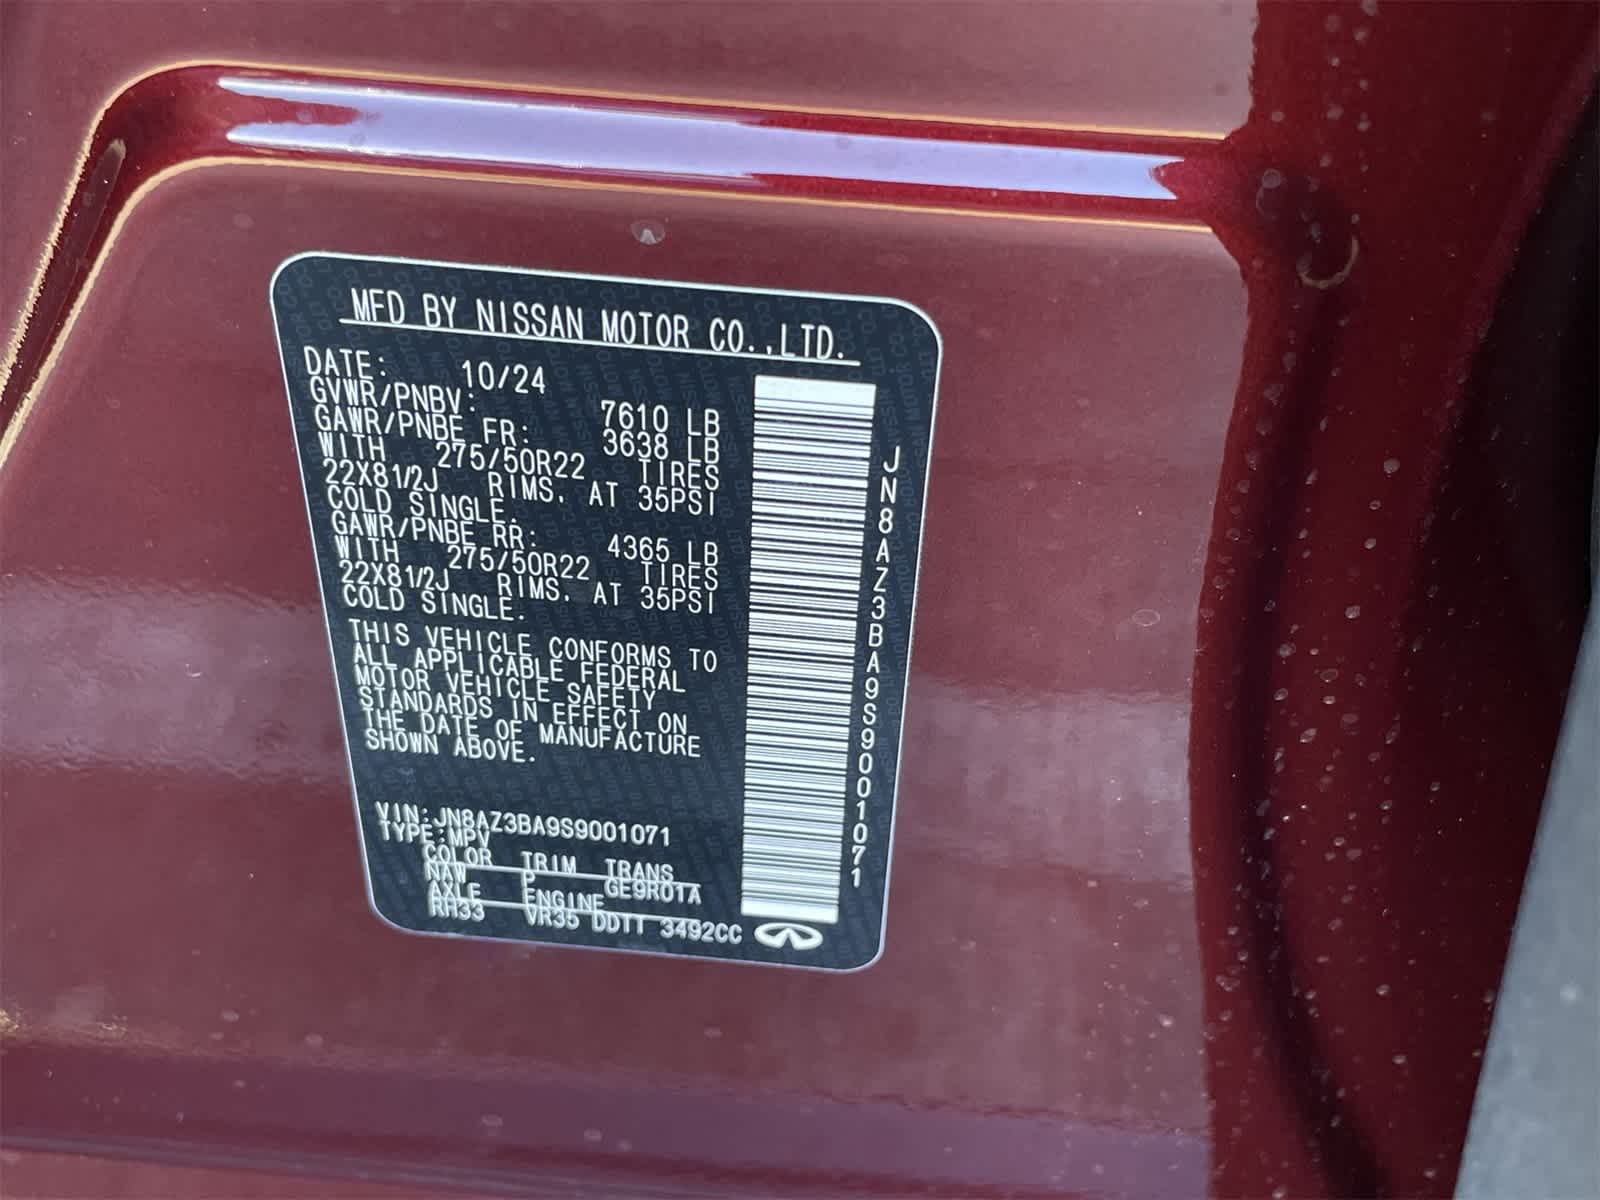 MFD BY NISSAN MOTOR CO.,LTD.
DATE: 10/24
GVWR/PNBV: 7610 LB
GAWR/PNBE FR: 3638 LB
WITH 275/50R22 TIRES
22X81/2J RIMS, AT 35PSI
COLD SINGLE.
GAWR/PNBE RR: 4365 LB
WITH 275/50R22 TIRES
22X81/2J RIMS, AT 35PSI
COLD SINGLE.
THIS VEHICLE CONFORMS TO
ALL APPLICABLE FEDERAL
MOTOR VEHICLE SAFETY
STANDARDS IN EFFECT ON
THE DATE OF MANUFACTURE
SHOWN ABOVE.
VIN:JN8AZ3BA9S9001071
TYPE:MPV
COLOR TRIM TRANS
NAW P GE9R01A
AXLE ENGINE
RH33 VR35 DDTT 3492CC
JN8AZ3BA9S9001071